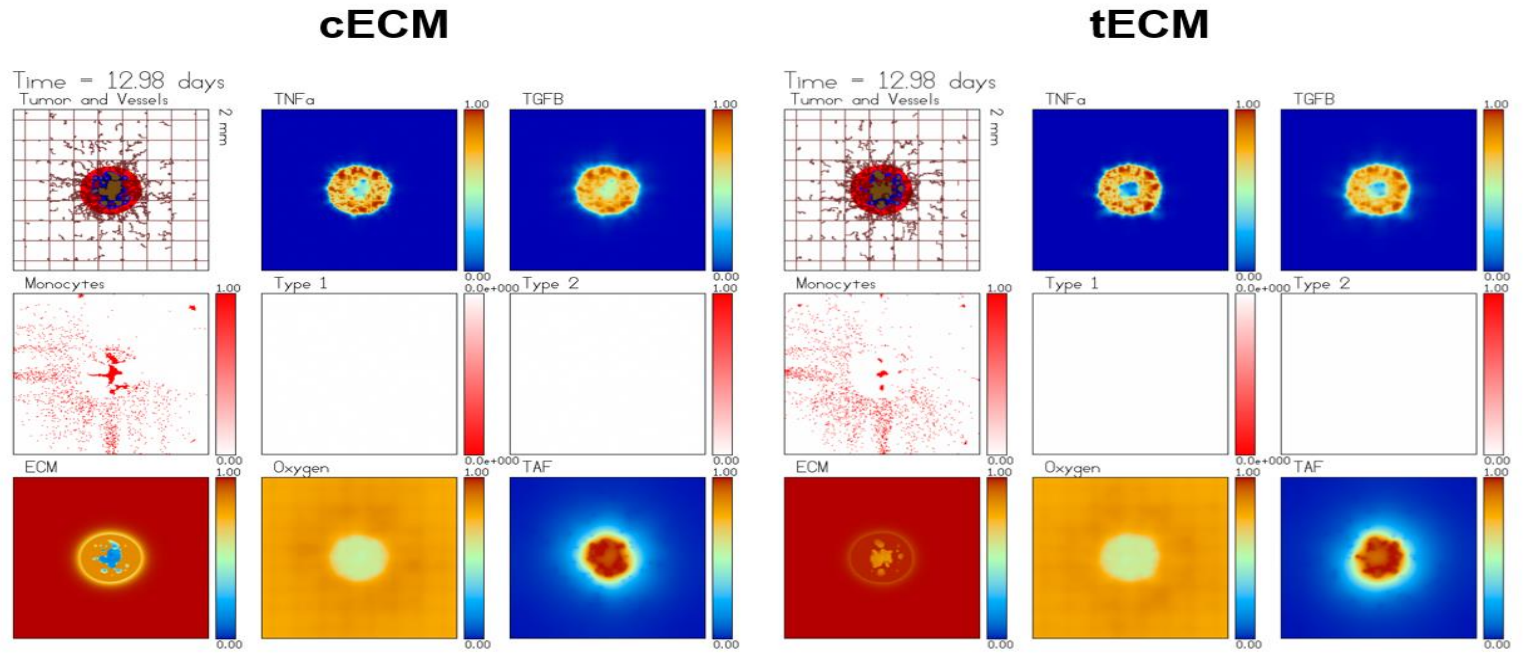 cECM tECM
Time = 12.98 days Time = 12.98 days
Tumor and Vessels TNFa 1.00 TGFB 1.00 Tumor and Vessels TNFa 1.00 TGFB 1.00
2 mm 2 mm
0.00 0.00 0.00 0.00
Monocytes 1.00 Type 1 0.0e+000 Type 2 1.00 Monocytes 1.00 Type 1 0.0e+000 Type 2 1.00
0.00 0.0e+000 0.00 0.00 0.0e+000 0.00
ECM 1.00 Oxygen 1.00 TAF 1.00 ECM 1.00 Oxygen 1.00 TAF 1.00
0.00 0.00 0.00 0.00 0.00 0.00